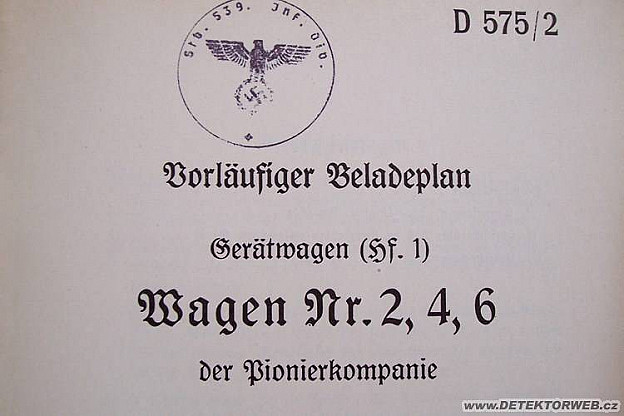 Stb. 539. Inf. Div.
D 575/2
Vorläufiger Beladeplan
Gerätwagen (Hf. 1)
Wagen Nr. 2, 4, 6
der Pionierkompanie
www.DETEKTORWEB.cz